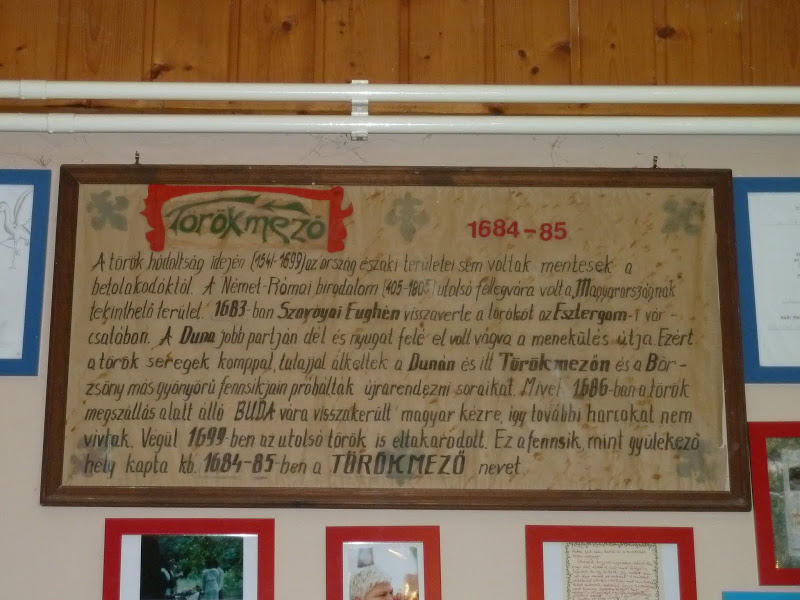 Törökmező
1684-85
A török hódoltság idején (1541-1699) az ország északi területei sem voltak mentesek a
betolakodóktól. A Német-Római birodalom (405-1805) utolsó fellegvára volt a Magyarországnak
tekinthető terület. 1683-ban Szavoyai Eughén visszaverte a törököt az Esztergom-i vár-
csatában. A Duna jobb partján dél és nyugat felé el volt vágva a menekülés útja. Ezért
a török seregek komppal, talajjal átkeltek a Dunán és itt Törökmezőn és a Bör-
zsöny más gyönyörű fennsíkjain próbálták újrarendezni soraikat. Mivel 1686-ban a török
megszállás alatt álló BUDA vára visszakerült magyar kézre, így további harcokat nem
vívtak. Végül 1699-ben az utolsó török is eltakarodott. Ez a fennsík, mint gyülekező
hely kapta kb. 1684-85-ben a TÖRÖKMEZŐ nevet.